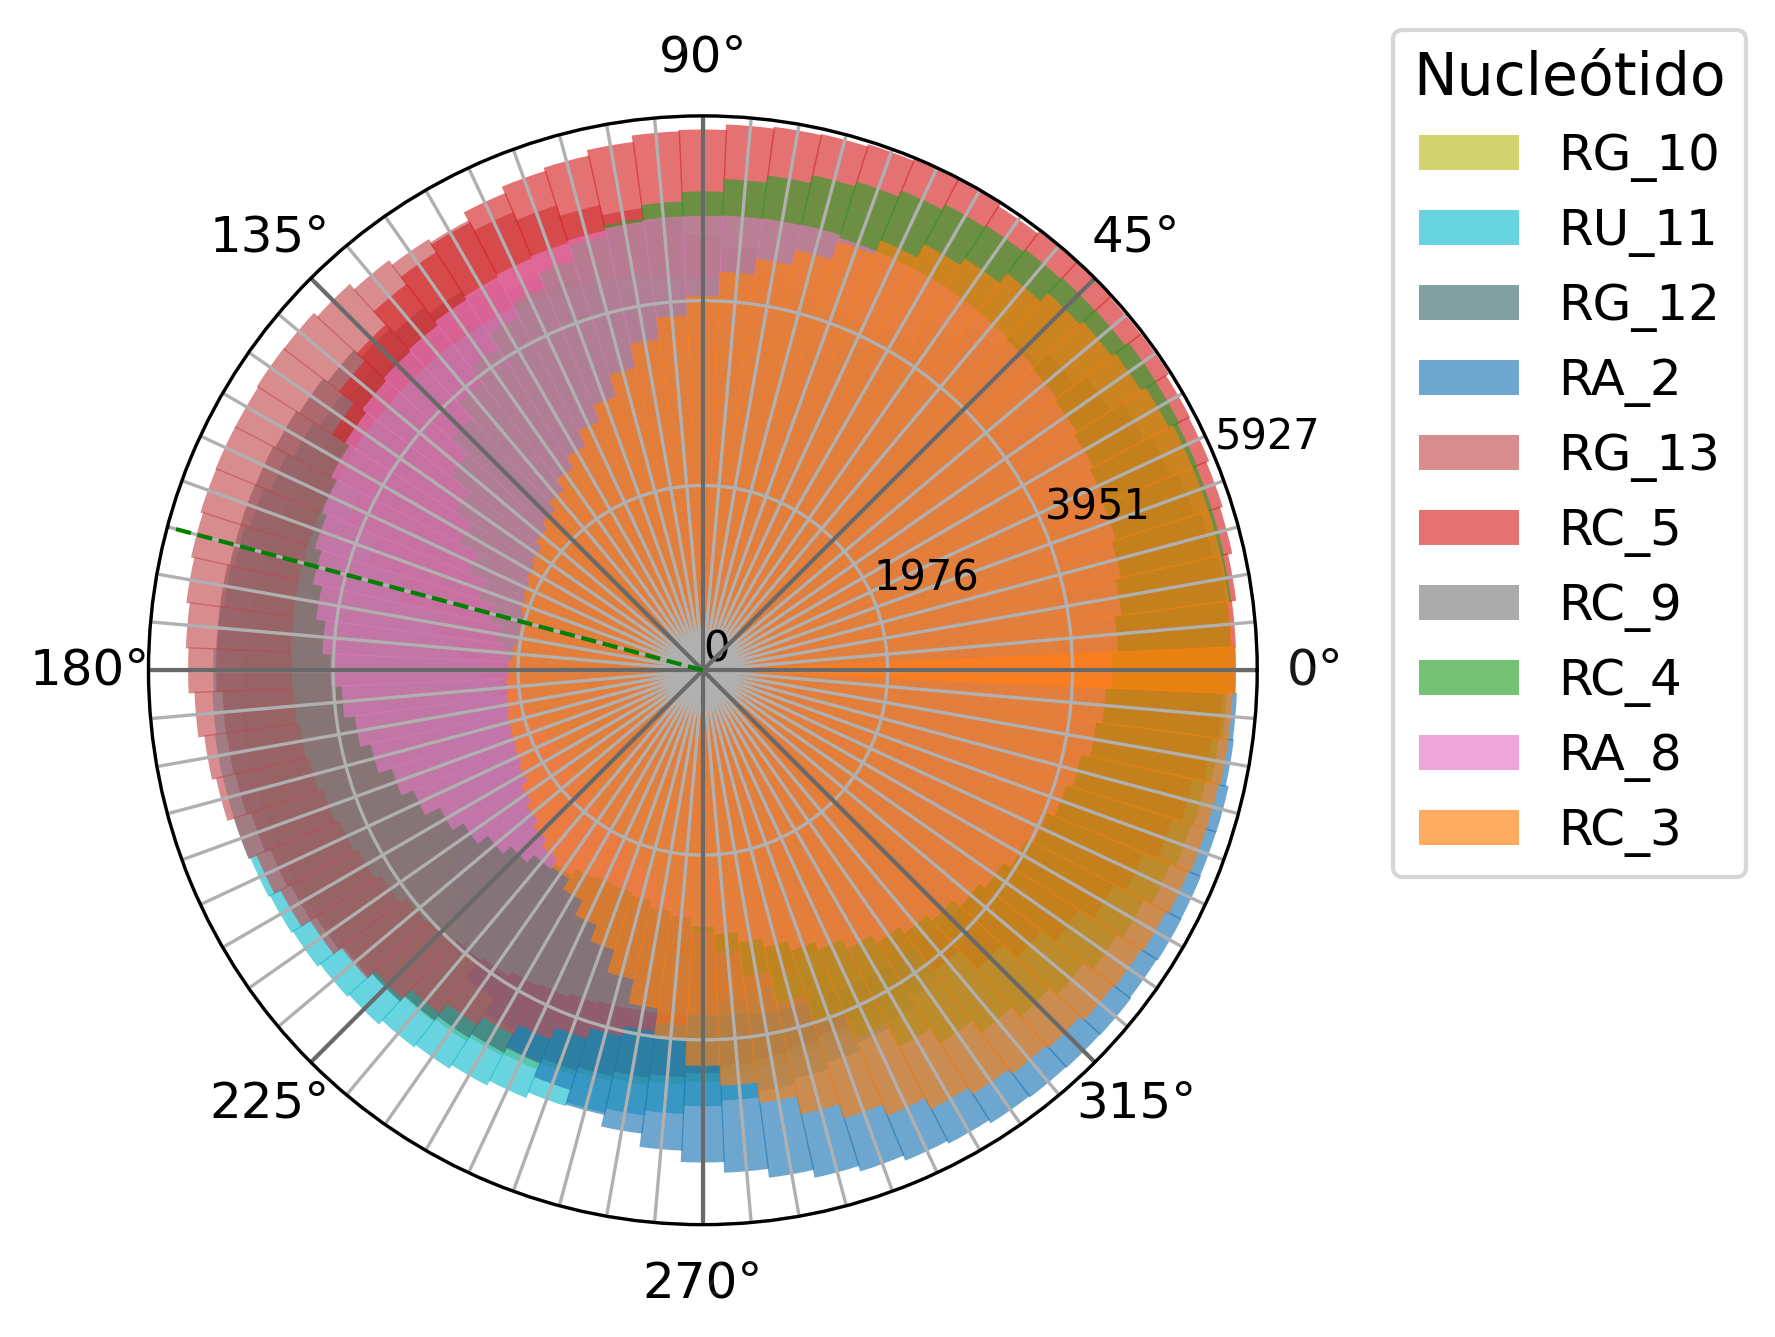 90°
135°
45°
180°
0°
225°
315°
270°
0
1976
3951
5927
Nucleótido
RG_10
RU_11
RG_12
RA_2
RG_13
RC_5
RC_9
RC_4
RA_8
RC_3